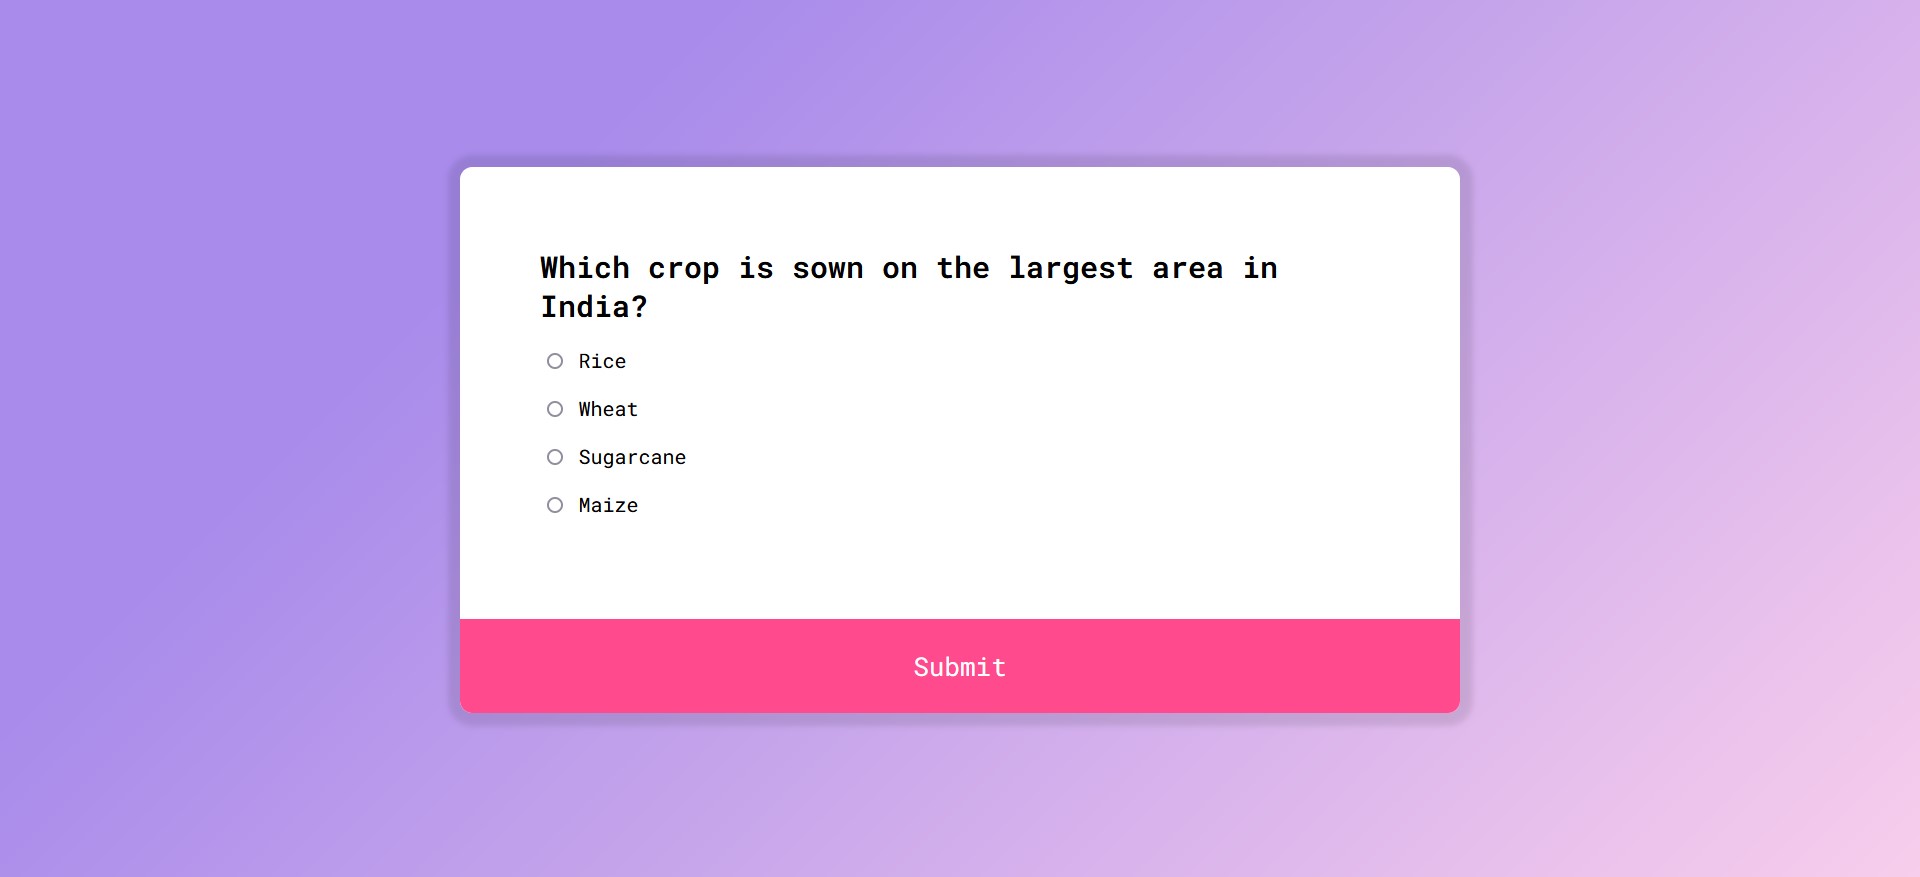 Which crop is sown on the largest area in
India?
Rice
Wheat
Sugarcane
Maize
Submit